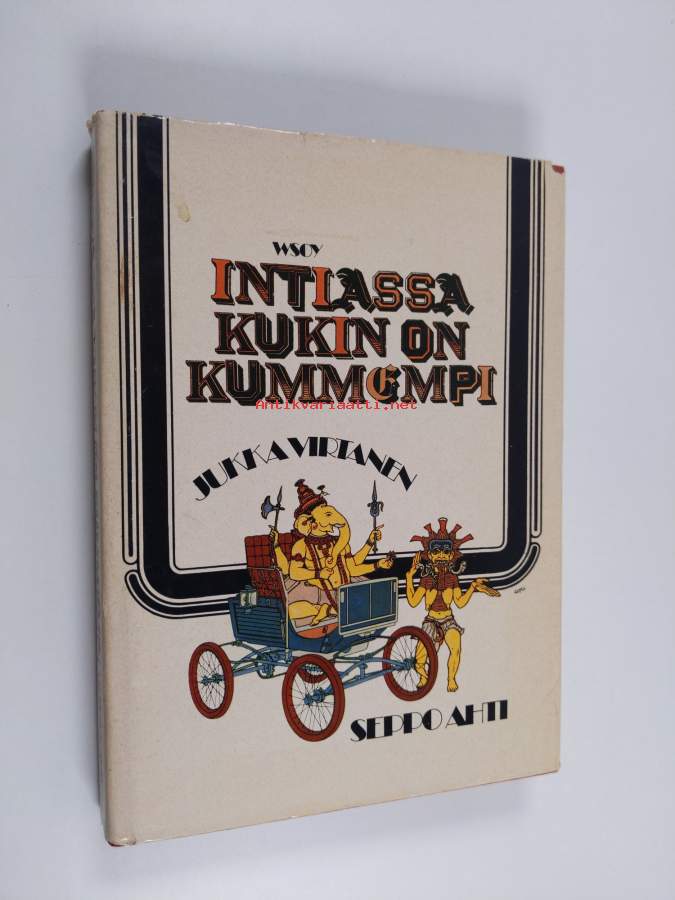 WSOY
INTIASSA
KUKIN ON
KUMMEMPI
Antikvariaatti.net
JUKKA VIRTANEN
SEPPO AHTI